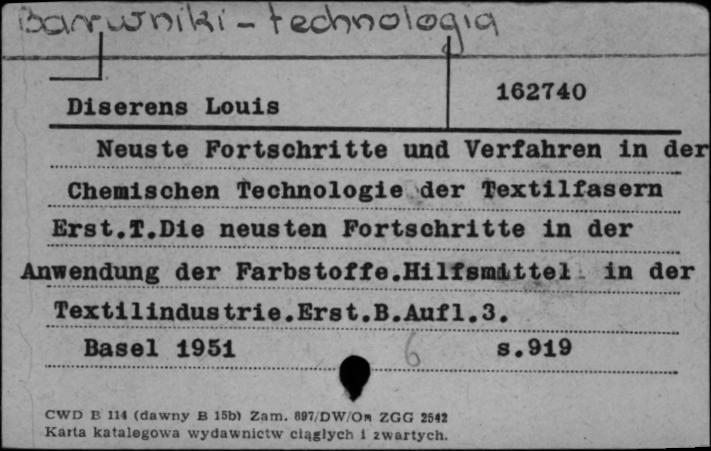 Barwniki - technologia
162740
Diserens Louis
Neuste Fortschritte und Verfahren in der
Chemischen Technologie der Textilfasern
Erst.T.Die neusten Fortschritte in der
Anwendung der Farbstoffe.Hilfsmittel in der
Textilindustrie.Erst.B.Aufl.3.
Basel 1951 6 s.919
CWD B 114 (dawny B 15b) Zam. 897/DW/Om ZGG 2542
Karta katalogowa wydawnictw ciągłych i zwartych.